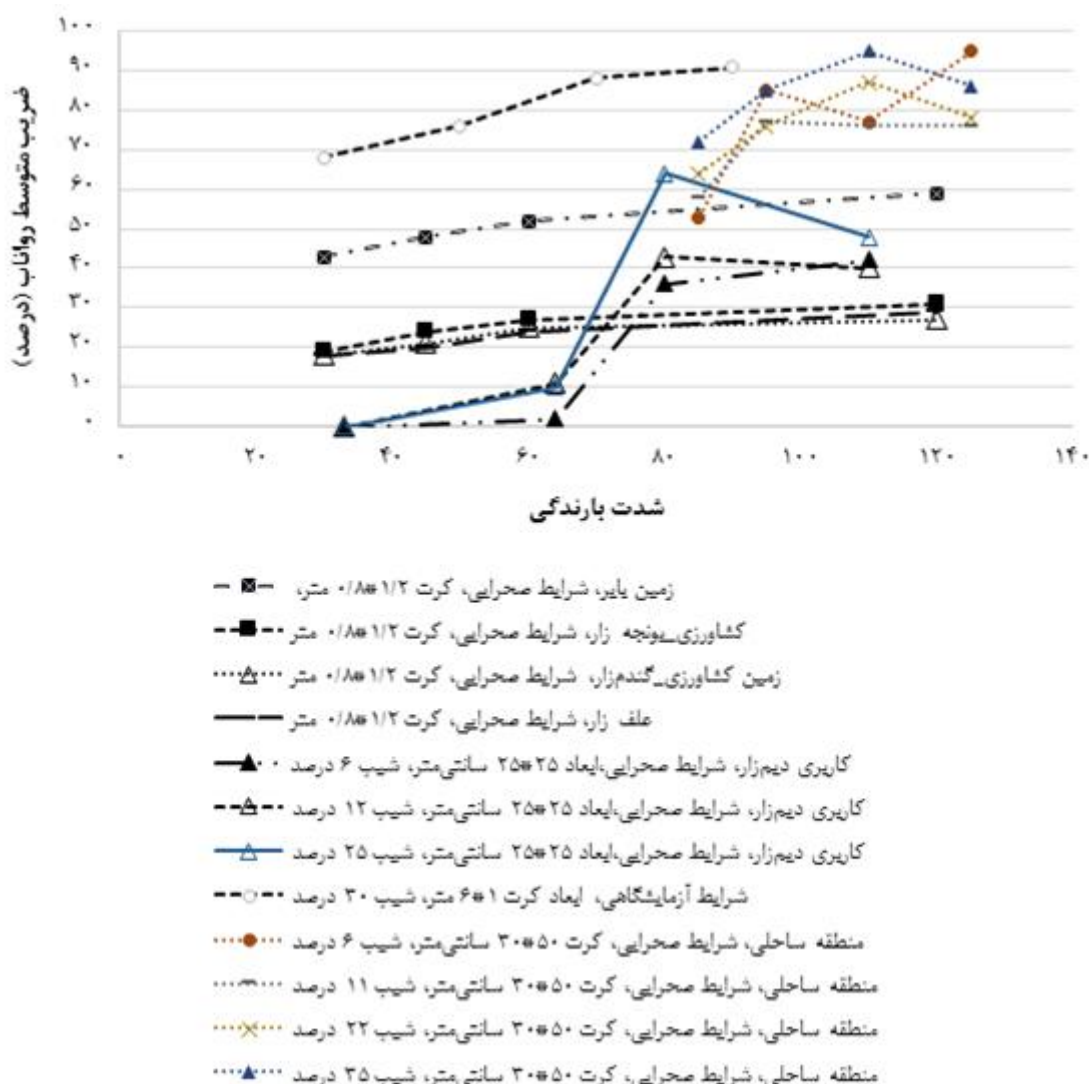 ضریب متوسط رواناب (درصد)
۱۰۰
۹۰
۸۰
۷۰
۶۰
۵۰
۴۰
۳۰
۲۰
۱۰
۰
۰ ۲۰ ۴۰ ۶۰ ۸۰ ۱۰۰ ۱۲۰ ۱۴۰
شدت بارندگی
زمین بایر، شرایط صحرایی، کرت ۱/۲*۰/۸ متر،
کشاورزی_یونجه زار، شرایط صحرایی، کرت ۱/۲*۰/۸ متر
زمین کشاورزی_گندم‌زار، شرایط صحرایی، کرت ۱/۲*۰/۸ متر
علف زار، شرایط صحرایی، کرت ۱/۲*۰/۸ متر
کاربری دیم‌زار، شرایط صحرایی،ابعاد ۲۵*۲۵ سانتی‌متر، شیب ۶ درصد
کاربری دیم‌زار، شرایط صحرایی،ابعاد ۲۵*۲۵ سانتی‌متر، شیب ۱۲ درصد
کاربری دیم‌زار، شرایط صحرایی،ابعاد ۲۵*۲۵ سانتی‌متر، شیب ۲۵ درصد
شرایط آزمایشگاهی، ابعاد کرت ۱*۶ متر، شیب ۳۰ درصد
منطقه ساحلی، شرایط صحرایی، کرت ۵۰*۳۰ سانتی‌متر، شیب ۶ درصد
منطقه ساحلی، شرایط صحرایی، کرت ۵۰*۳۰ سانتی‌متر، شیب ۱۱ درصد
منطقه ساحلی، شرایط صحرایی، کرت ۵۰*۳۰ سانتی‌متر، شیب ۲۲ درصد
منطقه ساحلی، شرایط صحرایی، کرت ۵۰*۳۰ سانتی‌متر، شیب ۳۵ درصد